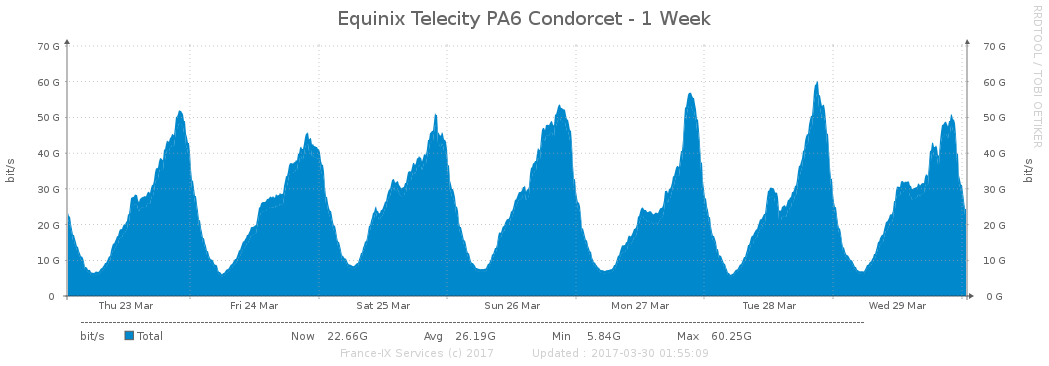 Equinix Telecity PA6 Condorcet - 1 Week
RRDTOOL / TOBI OETIKER
70 G 70 G
60 G 60 G
50 G 50 G
40 G 40 G
30 G 30 G
20 G 20 G
10 G 10 G
0 0 G
bit/s
bit/s
Thu 23 Mar Fri 24 Mar Sat 25 Mar Sun 26 Mar Mon 27 Mar Tue 28 Mar Wed 29 Mar
bit/s Total Now 22.66G Avg 26.19G Min 5.84G Max 60.25G
France-IX Services (c) 2017 Updated : 2017-03-30 01:55:09